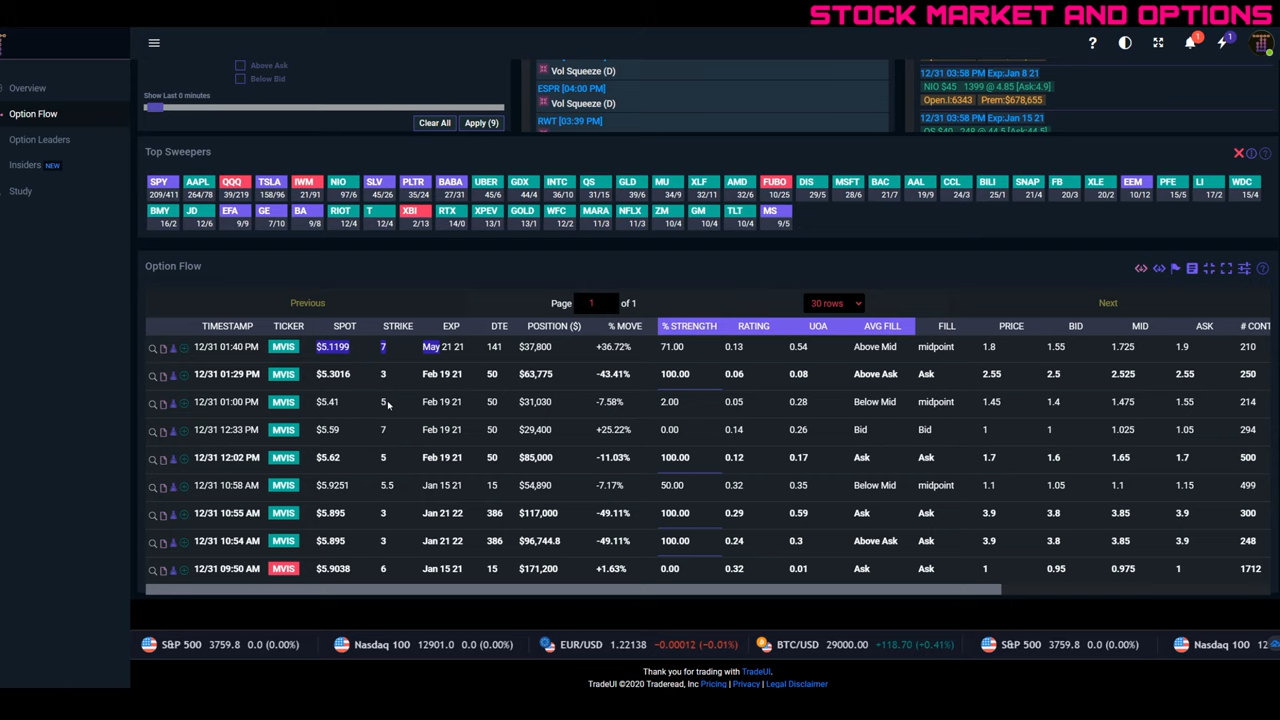 STOCK MARKET AND OPTIONS
? 1 1
Overview
Option Flow
Option Leaders
Insiders NEW
Study
Above Ask
Below Bid
Show Last 0 minutes
Clear All Apply (9)
Vol Squeeze (D)
ESPR [04:00 PM]
Vol Squeeze (D)
RWT [03:39 PM]
12/31 03:58 PM Exp:Jan 8 21
NIO $45 1399 @ 4.85 [Ask:4.9]
Open.I:6343 Prem:$678,655
12/31 03:58 PM Exp:Jan 15 21
QS $40 248 @ 44.5 [Ask:44.5]
Top Sweepers
SPY AAPL QQQ TSLA IWM NIO SLV PLTR BABA UBER GDX INTC QS GLD MU XLF AMD FUBO DIS MSFT BAC AAL CCL BILI SNAP FB XLE EEM PFE LI WDC
209/411 264/78 39/219 158/96 21/91 97/6 45/26 35/24 27/31 40/9 44/4 36/10 31/15 39/6 34/9 32/11 32/6 10/25 29/5 28/6 24/7 19/9 24/3 25/1 21/4 20/3 20/2 10/12 15/5 17/2 15/4
BMY JD EFA GE BA RIOT T XBI RTX XPEV GOLD WFC MARA NFLX ZM GM TLT MS
16/2 12/6 9/9 7/10 9/8 12/4 12/4 2/13 14/0 13/1 13/1 12/2 11/3 11/3 10/4 10/4 10/4 9/5
Option Flow
Previous Page 1 of 1 30 rows Next
TIMESTAMP TICKER SPOT STRIKE EXP DTE POSITION ($) % MOVE % STRENGTH RATING UOA AVG FILL FILL PRICE BID MID ASK # CONT
12/31 01:40 PM MVIS $5.1199 7 May 21 21 141 $37,800 +36.72% 71.00 0.13 0.54 Above Mid midpoint 1.8 1.55 1.725 1.9 210
12/31 01:29 PM MVIS $5.3016 3 Feb 19 21 50 $63,775 -43.41% 100.00 0.06 0.08 Above Ask Ask 2.55 2.5 2.525 2.55 250
12/31 01:00 PM MVIS $5.41 5 Feb 19 21 50 $31,030 -7.58% 2.00 0.05 0.28 Below Mid midpoint 1.45 1.4 1.475 1.55 214
12/31 12:33 PM MVIS $5.59 7 Feb 19 21 50 $29,400 +25.22% 0.00 0.14 0.26 Bid Bid 1 1 1.025 1.05 294
12/31 12:02 PM MVIS $5.62 5 Feb 19 21 50 $85,000 -11.03% 100.00 0.12 0.17 Ask Ask 1.7 1.6 1.65 1.7 500
12/31 10:58 AM MVIS $5.9251 5.5 Jan 15 21 15 $54,890 -7.17% 50.00 0.32 0.35 Below Mid midpoint 1.1 1.05 1.1 1.15 499
12/31 10:55 AM MVIS $5.895 3 Jan 21 22 386 $117,000 -49.11% 100.00 0.29 0.59 Ask Ask 3.9 3.8 3.85 3.9 300
12/31 10:54 AM MVIS $5.895 3 Jan 21 22 386 $96,744.8 -49.11% 100.00 0.24 0.3 Above Ask Ask 3.9 3.8 3.85 3.9 248
12/31 09:50 AM MVIS $5.9038 6 Jan 15 21 15 $171,200 +1.63% 0.00 0.32 0.01 Ask Ask 1 0.95 0.975 1 1712
S&P 500 3759.8 0.0 (0.00%) Nasdaq 100 12901.0 0.0 (0.00%) EUR/USD 1.22138 -0.00012 (-0.01%) BTC/USD 29000.00 +118.70 (+0.41%) S&P 500 3759.8 0.0 (0.00%) Nasdaq 100
Thank you for trading with TradeUI.
TradeUI ©2020 Traderead, Inc Pricing | Privacy | Legal Disclaimer